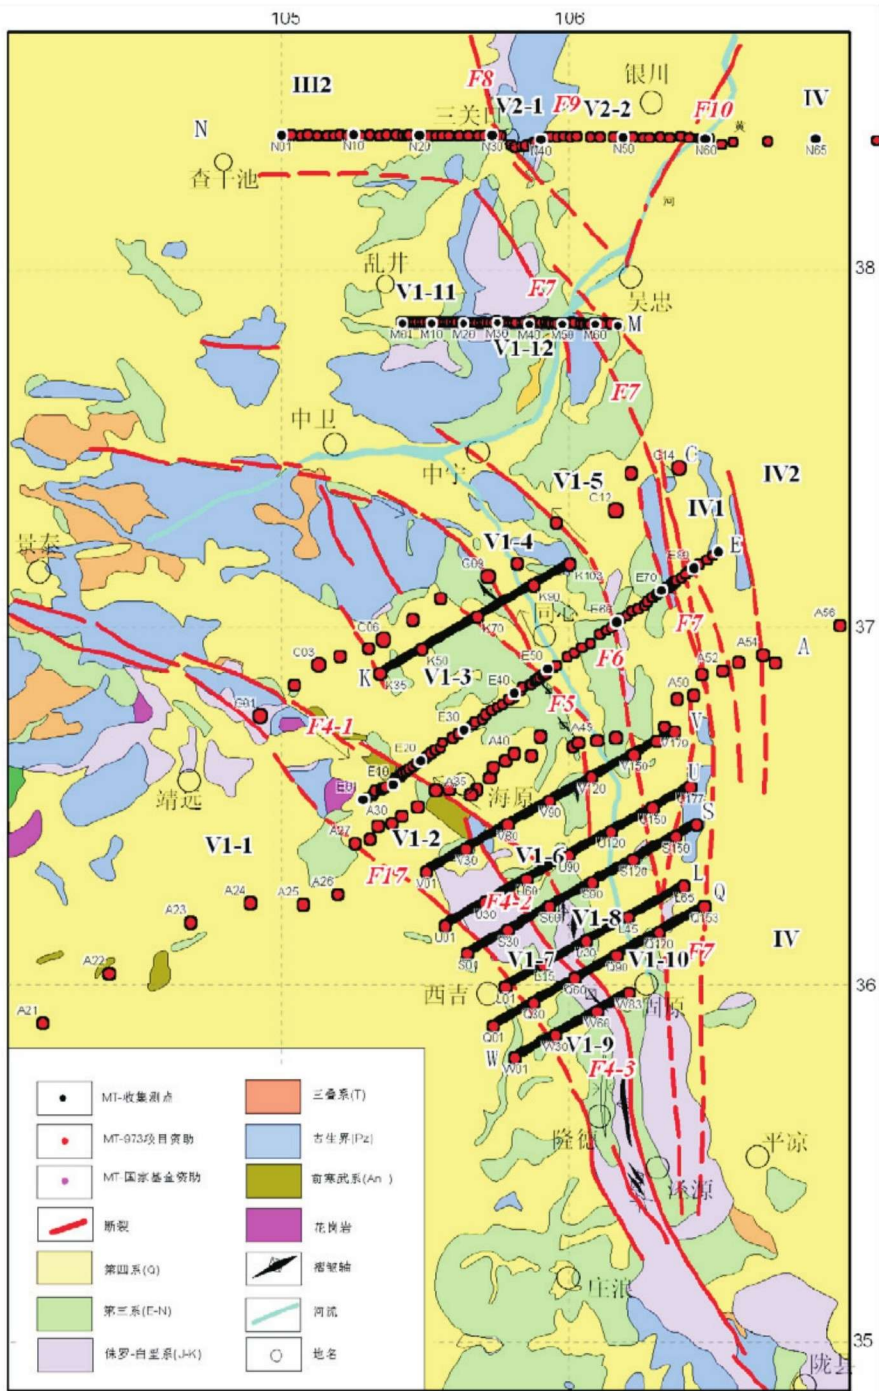 105 106
III2 F8 V2-1 F9 V2-2 银川 F10 IV
N 三关口 黄
N01 N10 N20 N30 N40 N50 N60 N65
查干池
河
38
乱井 吴忠
V1-11 F7
M
M01 M10 M20 M30 M40 M50 M60
V1-12
F7
中卫
中宁
C14 C
V1-5 IV2
C12
IV1
景泰
V1-4 E80 E
C09 K103
E70
K90
同心 E60 A56
37
C06 K70 F7 A54 A
C03 K50 E50 F6 A52
K K35 V1-3
E40 A50
C01 F5 V
F4-1 E30
A45
E20 A40 V170
E10 V150
靖远 E01 A35 海原 V120 U
A30 V90 U177
V1-2 V60 U150 S
A27 V30 U120 S150
V1-1 V1-6
V01 U90 S120
F17 U60 L
A24 A25 A26 F4-2 S90 L65 Q
U30 S60 V1-8 Q153
A23 U01 S30 L45 F7 IV
L30 Q120
S01 V1-7 V1-10
A22 L15 Q90
西吉 L01 Q60 W83 固原
36
A21 Q30 W60
Q01 W30
W V1-9
W01 F4-3
隆德 平凉
泾源
庄浪
35
陇县
MT-收集测点 三叠系(T)
MT-973项目资助 古生界(Pz)
MT-国家基金资助 前寒武系(An )
断裂 花岗岩
第四系(Q) 褶皱轴
第三系(E-N) 河流
侏罗-白垩系(J-K) 地名